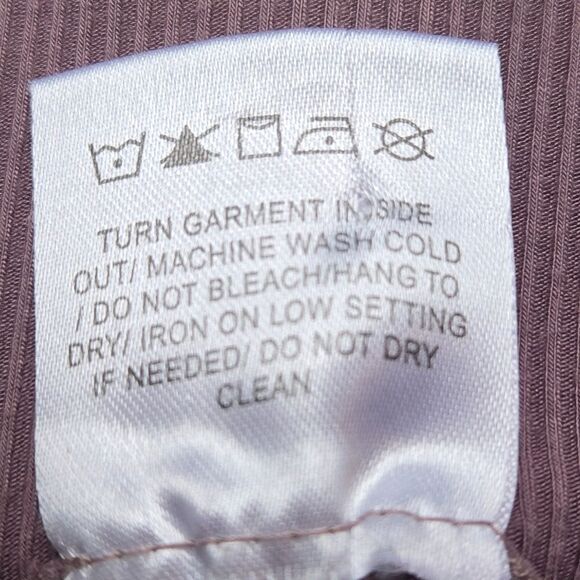 TURN GARMENT INSIDE
OUT/ MACHINE WASH COLD
/ DO NOT BLEACH/HANG TO
DRY/ IRON ON LOW SETTING
IF NEEDED/ DO NOT DRY
CLEAN